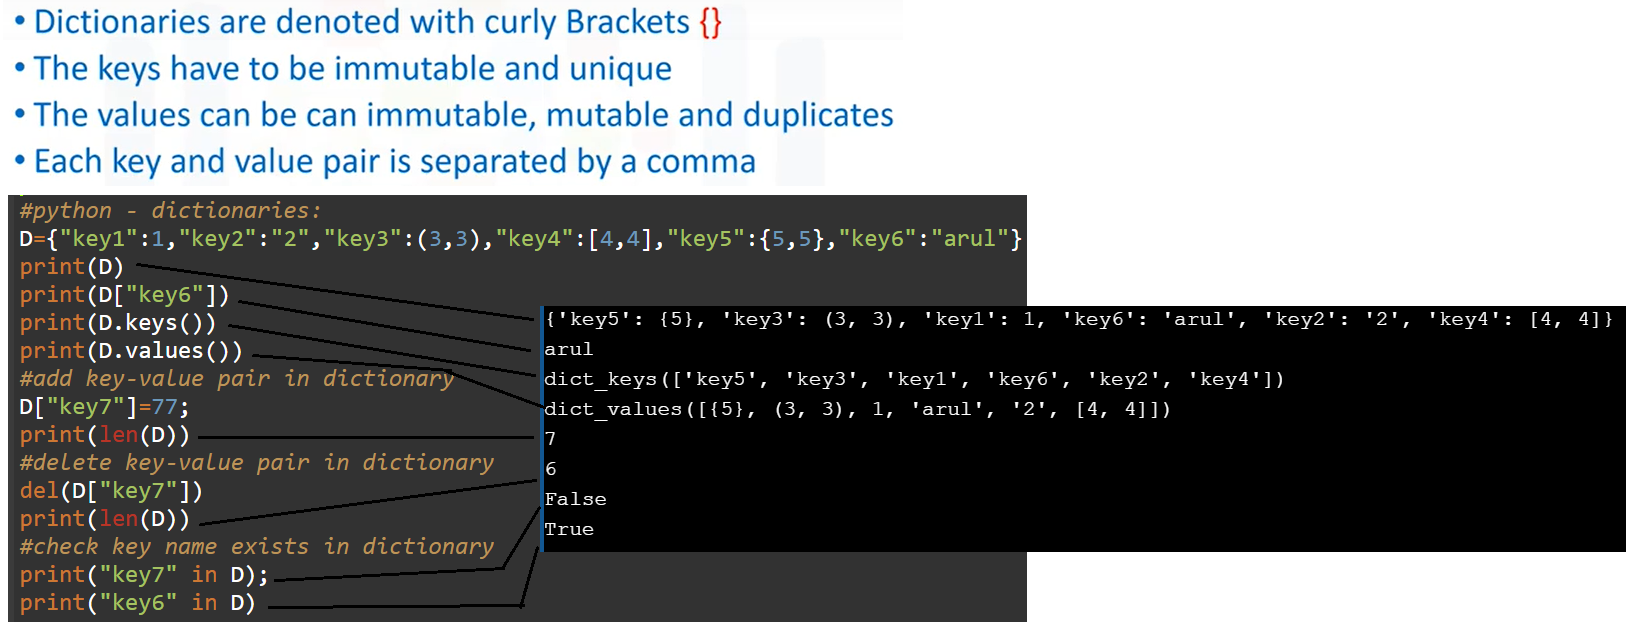 • Dictionaries are denoted with curly Brackets {}
• The keys have to be immutable and unique
• The values can be can immutable, mutable and duplicates
• Each key and value pair is separated by a comma
#python - dictionaries:
D={"key1":1,"key2":"2","key3":(3,3),"key4":[4,4],"key5":{5,5},"key6":"arul"}
print(D)
print(D["key6"])
print(D.keys())
print(D.values())
#add key-value pair in dictionary
D["key7"]=77;
print(len(D))
#delete key-value pair in dictionary
del(D["key7"])
print(len(D))
#check key name exists in dictionary
print("key7" in D);
print("key6" in D)
{'key5': {5}, 'key3': (3, 3), 'key1': 1, 'key6': 'arul', 'key2': '2', 'key4': [4, 4]}
arul
dict_keys(['key5', 'key3', 'key1', 'key6', 'key2', 'key4'])
dict_values([{5}, (3, 3), 1, 'arul', '2', [4, 4]])
7
6
False
True